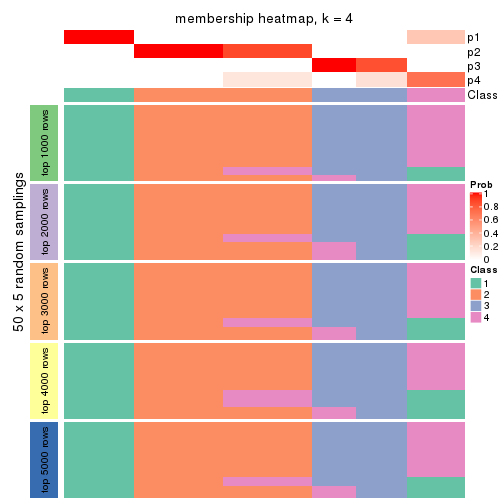 membership heatmap, k = 4
p1
p2
p3
p4
Class
50 x 5 random samplings
top 1000 rows
top 2000 rows
top 3000 rows
top 4000 rows
top 5000 rows
Prob
1
0.8
0.6
0.4
0.2
0
Class
1
2
3
4